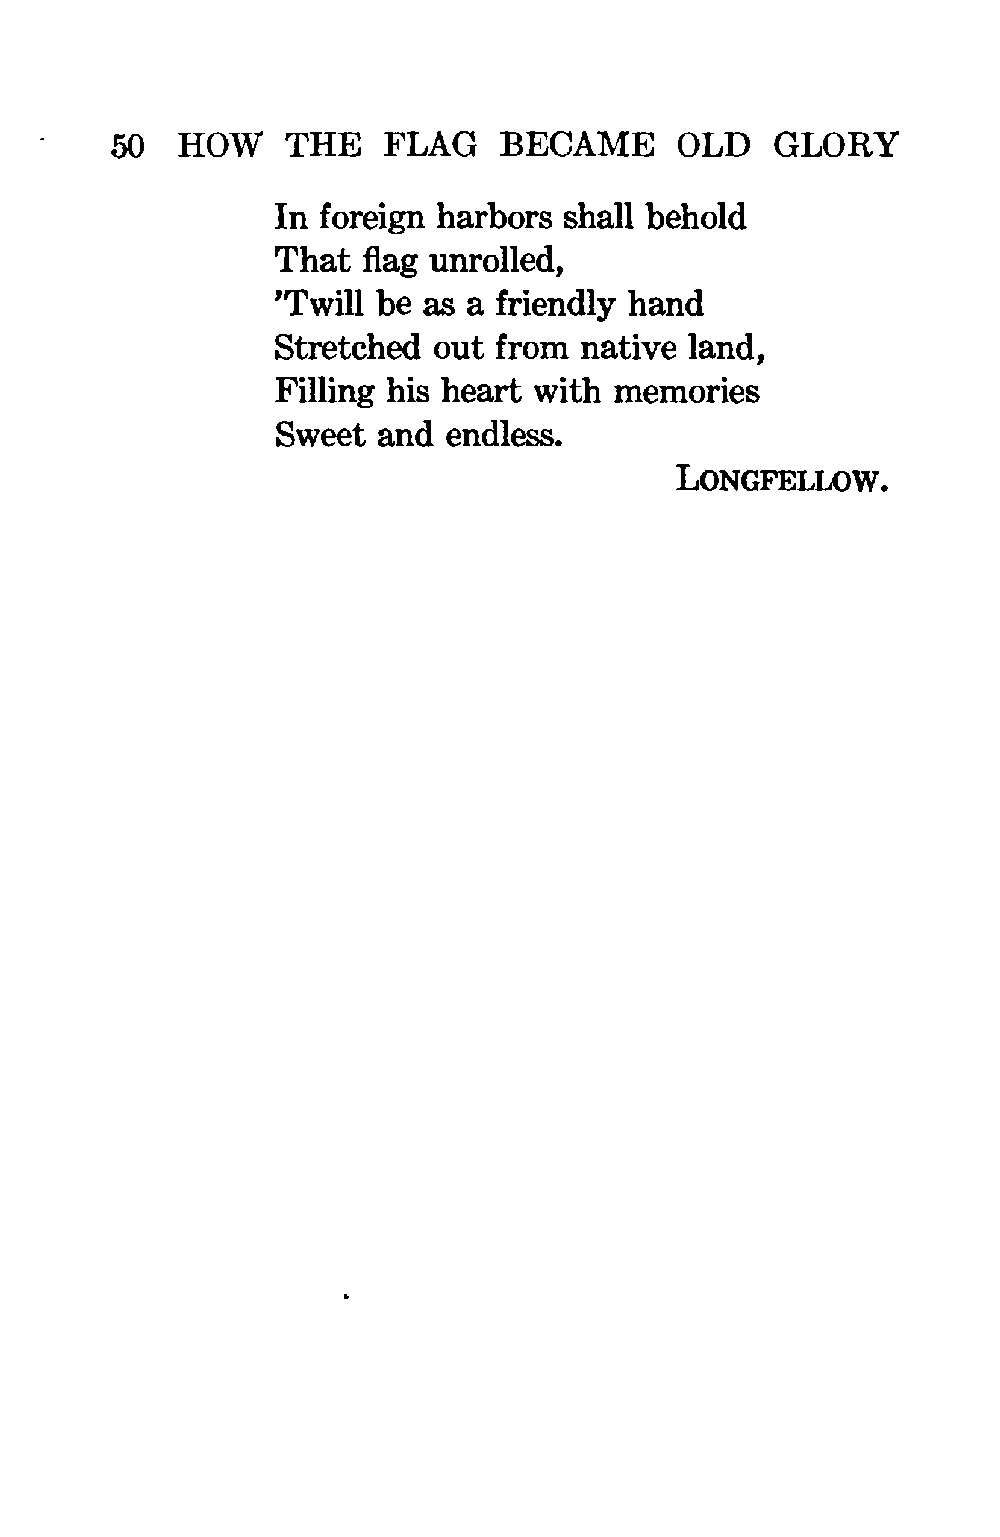 50 HOW THE FLAG BECAME OLD GLORY
In foreign harbors shall behold
That flag unrolled,
’Twill be as a friendly hand
Stretched out from native land,
Filling his heart with memories
Sweet and endless.
LONGFELLOW.